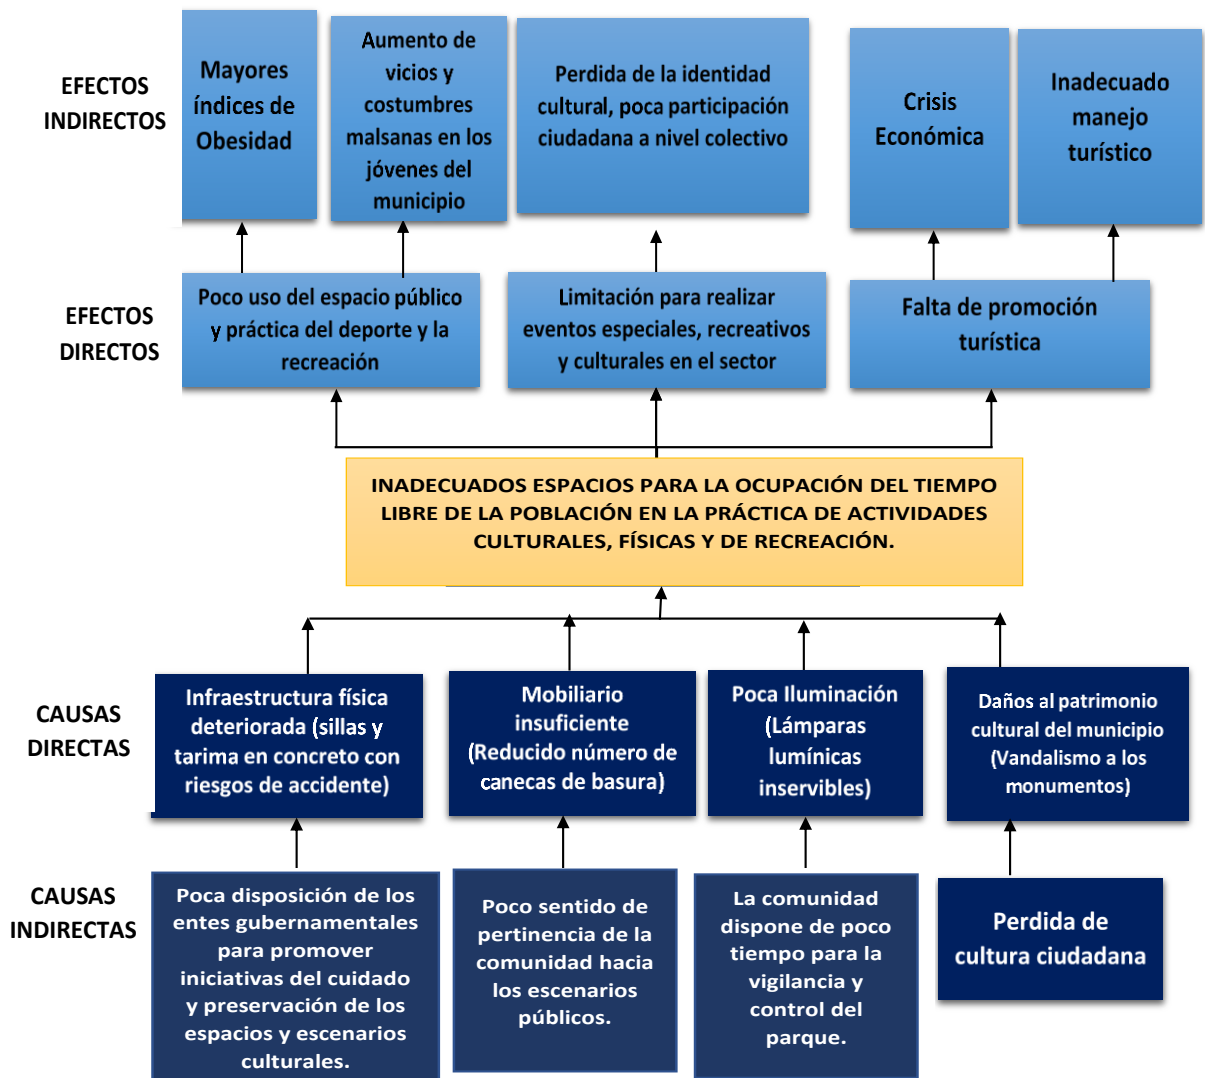 EFECTOS
INDIRECTOS
Mayores
índices de
Obesidad
Aumento de
vicios y
costumbres
malsanas en los
jóvenes del
municipio
Perdida de la identidad
cultural, poca participación
ciudadana a nivel colectivo
Crisis
Económica
Inadecuado
manejo
turístico
EFECTOS
DIRECTOS
Poco uso del espacio público
y práctica del deporte y la
recreación
Limitación para realizar
eventos especiales, recreativos
y culturales en el sector
Falta de promoción
turística
INADECUADOS ESPACIOS PARA LA OCUPACIÓN DEL TIEMPO
LIBRE DE LA POBLACIÓN EN LA PRÁCTICA DE ACTIVIDADES
CULTURALES, FÍSICAS Y DE RECREACIÓN.
CAUSAS
DIRECTAS
Infraestructura física
deteriorada (sillas y
tarima en concreto con
riesgos de accidente)
Mobiliario
insuficiente
(Reducido número de
canecas de basura)
Poca Iluminación
(Lámparas
lumínicas
inservibles)
Daños al patrimonio
cultural del municipio
(Vandalismo a los
monumentos)
CAUSAS
INDIRECTAS
Poca disposición de los
entes gubernamentales
para promover
iniciativas del cuidado
y preservación de los
espacios y escenarios
culturales.
Poco sentido de
pertinencia de la
comunidad hacia
los escenarios
públicos.
La comunidad
dispone de poco
tiempo para la
vigilancia y
control del
parque.
Perdida de
cultura ciudadana